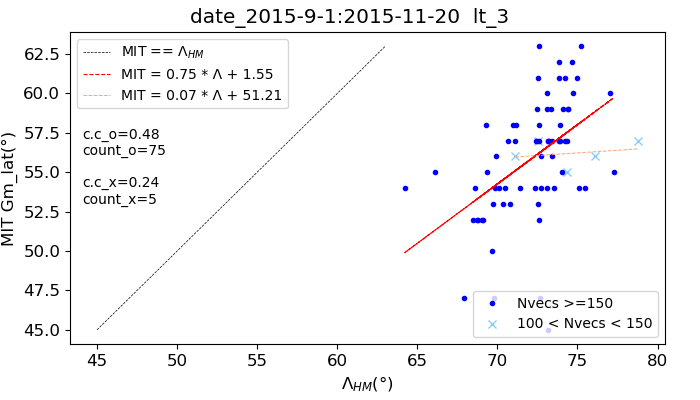 date_2015-9-1:2015-11-20 lt_3
MIT == Λ_HM
MIT = 0.75 * Λ + 1.55
MIT = 0.07 * Λ + 51.21
c.c_o=0.48
count_o=75
c.c_x=0.24
count_x=5
MIT Gm_lat(°)
62.5
60.0
57.5
55.0
52.5
50.0
47.5
45.0
Nvecs >=150
100 < Nvecs < 150
45 50 55 60 65 70 75 80
Λ_HM(°)